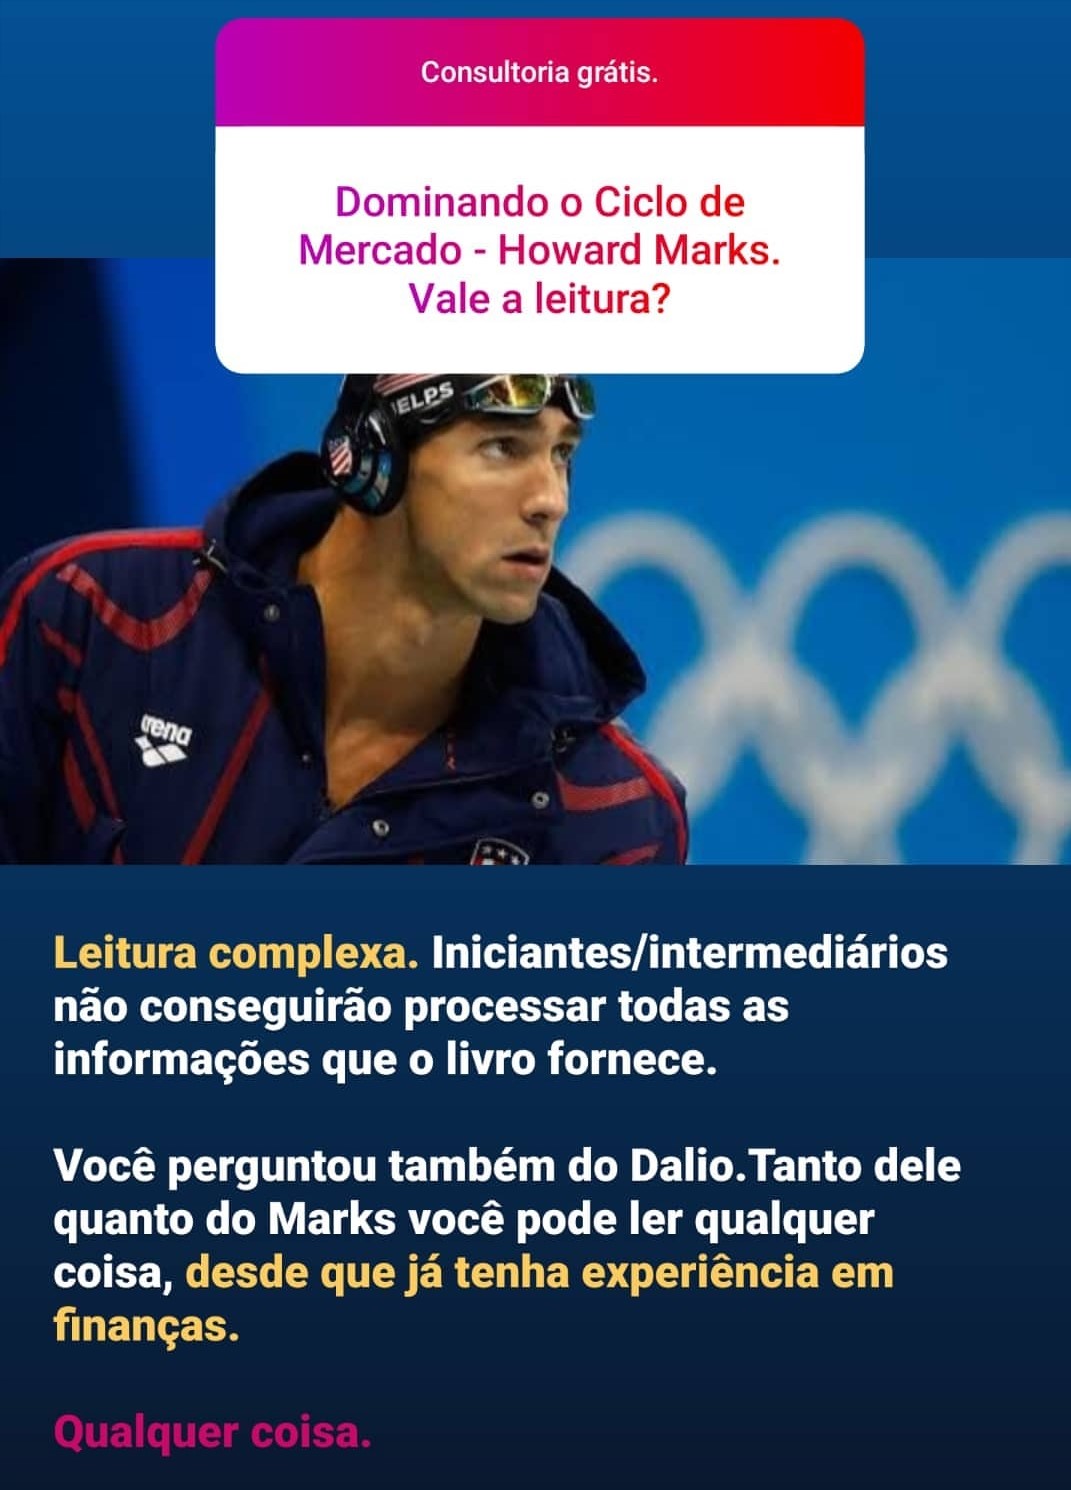 Consultoria grátis.
Dominando o Ciclo de
Mercado - Howard Marks.
Vale a leitura?
ELPS
arena
Leitura complexa. Iniciantes/intermediários
não conseguirão processar todas as
informações que o livro fornece.
Você perguntou também do Dalio.Tanto dele
quanto do Marks você pode ler qualquer
coisa, desde que já tenha experiência em
finanças.
Qualquer coisa.